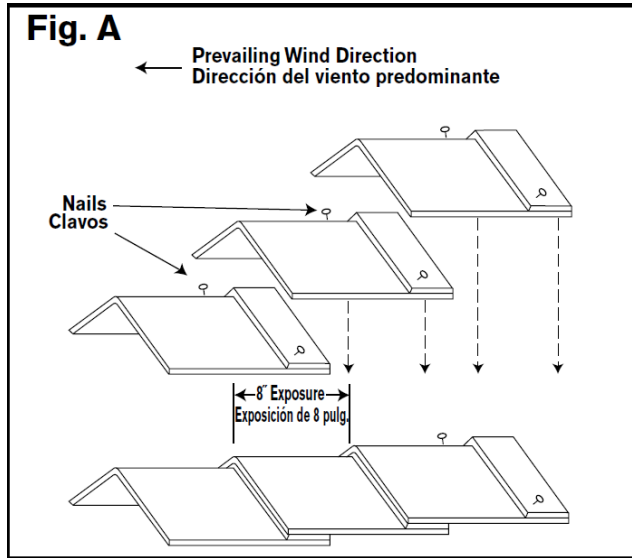 Fig. A
Prevailing Wind Direction
Dirección del viento predominante
Nails
Clavos
8″ Exposure
Exposición de 8 pulg.